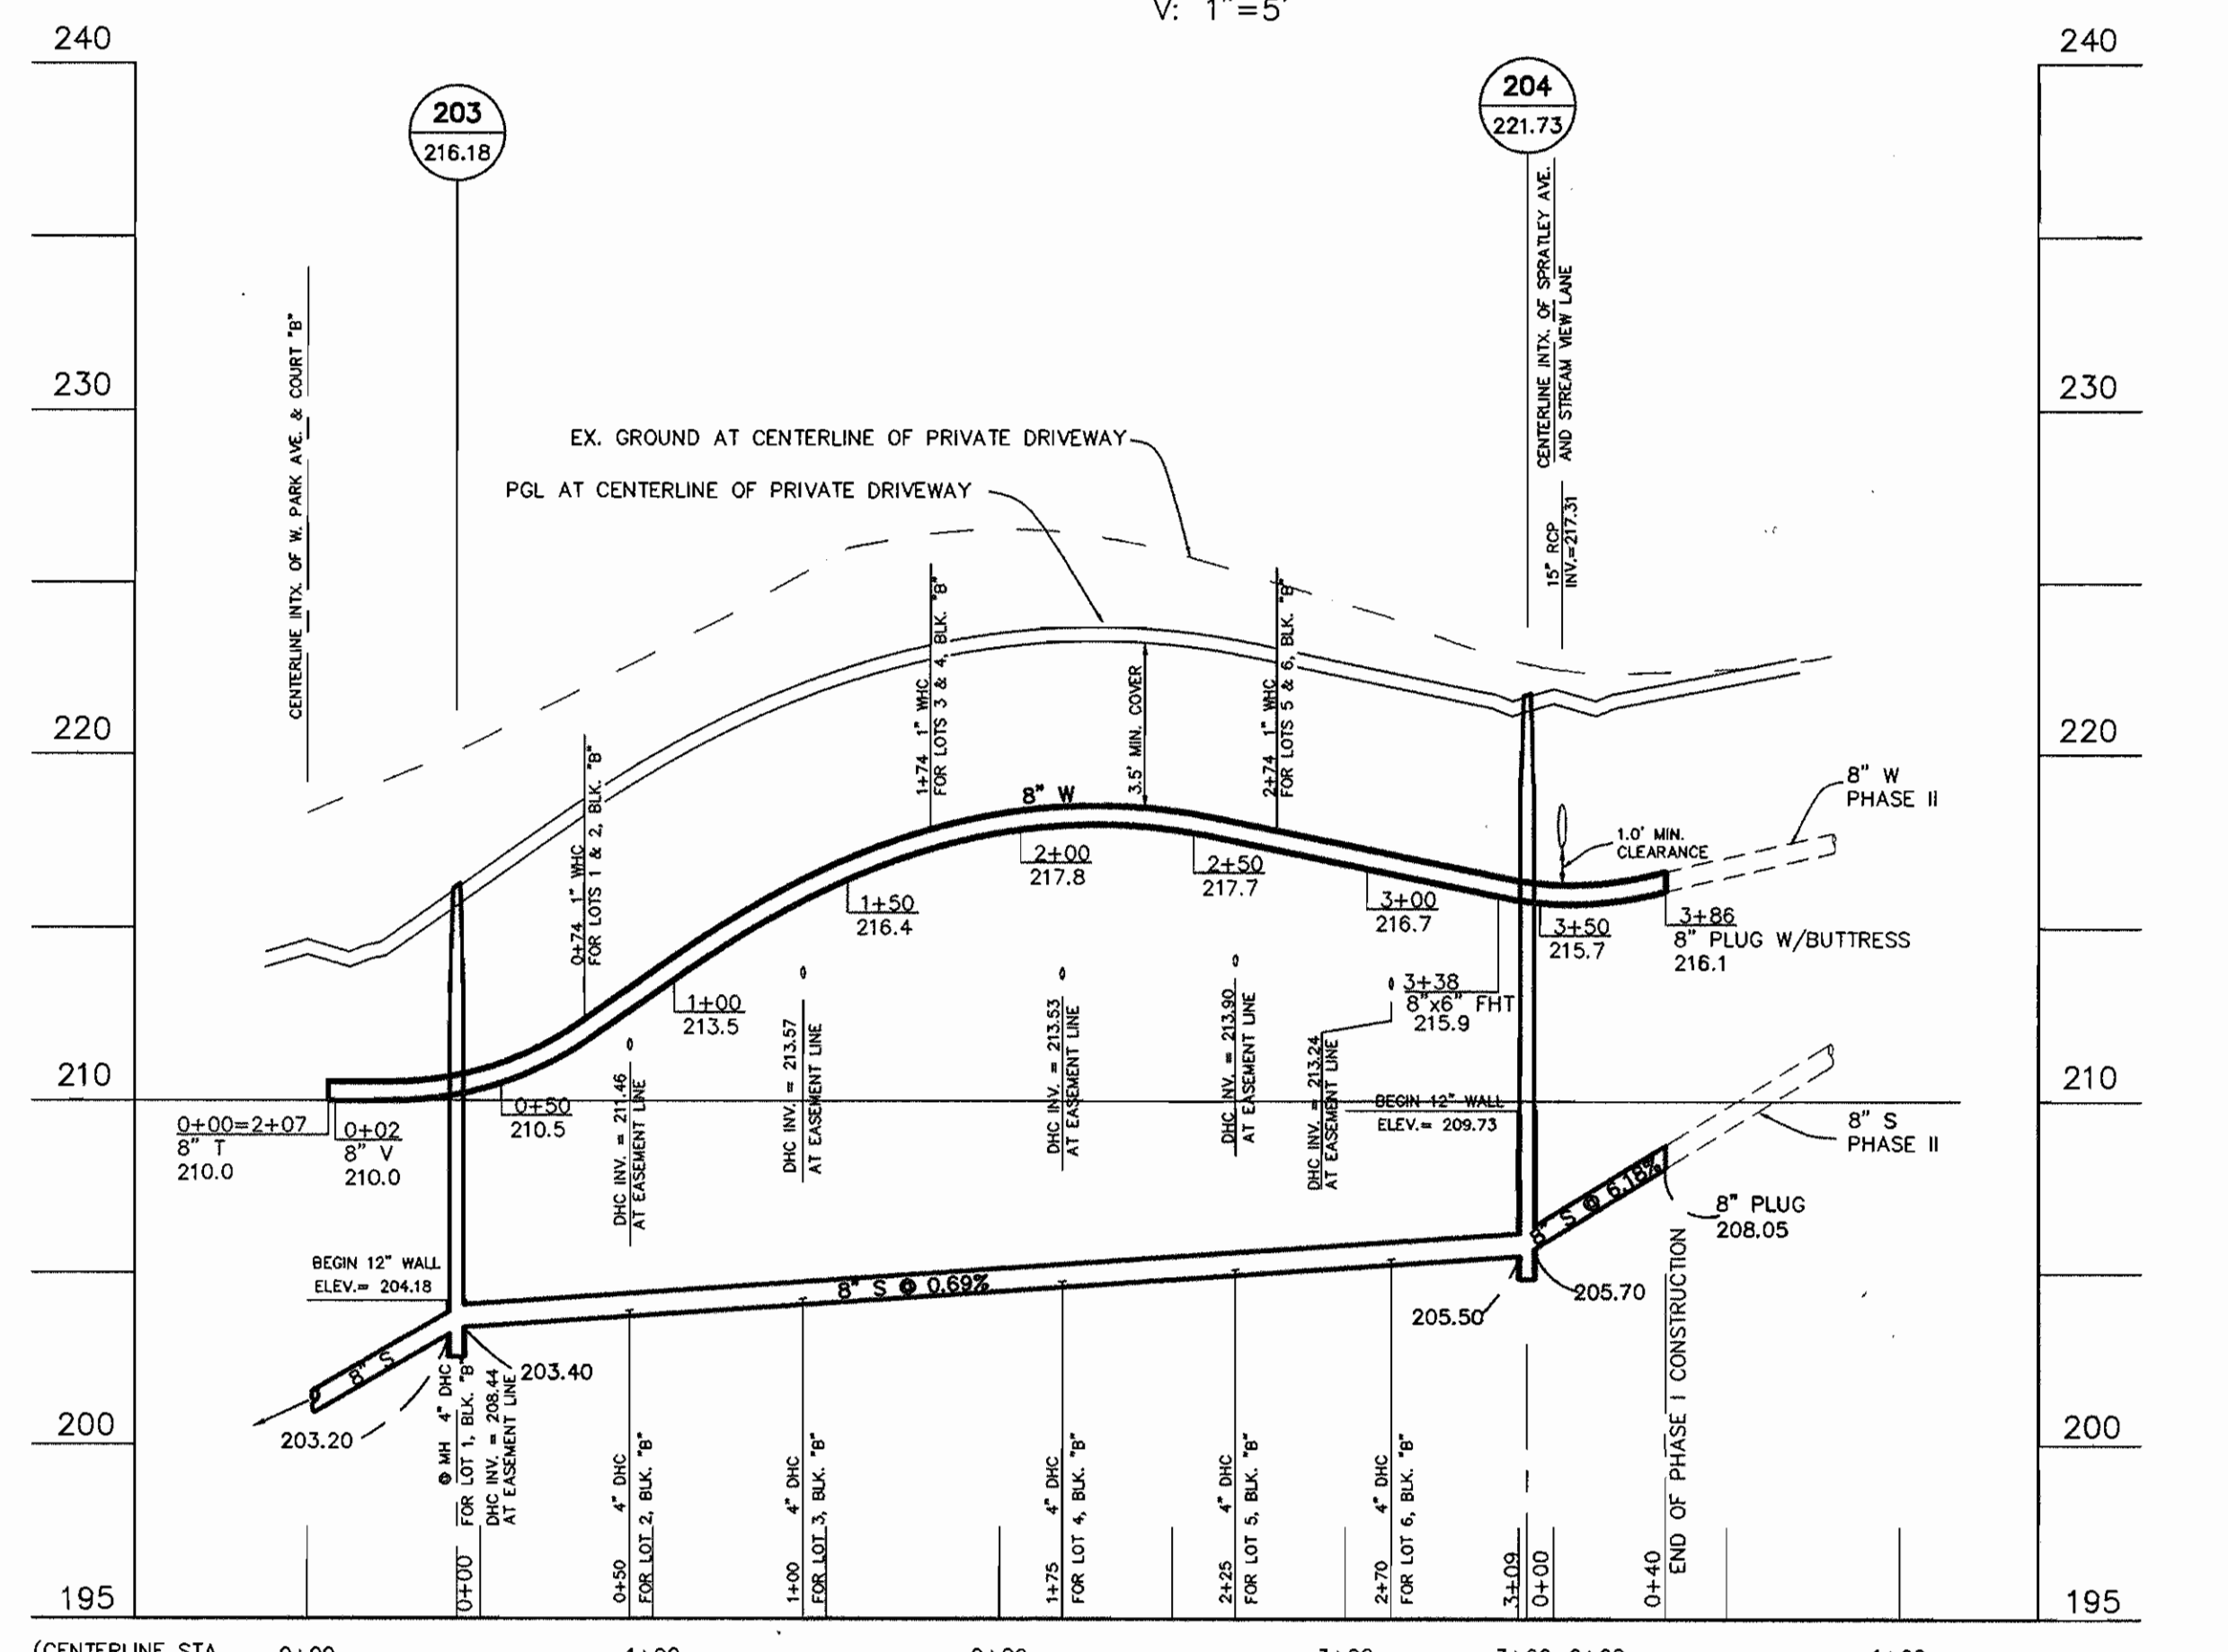 V: 1"=5'
240
240
203
216.18
204
221.73
CENTERLINE INTX. OF W. PARK AVE. & COURT "B"
CENTERLINE INTX. OF SPRATLEY AVE.
AND STREAM VIEW LANE
15" RCP
INV.=217.31
230
230
EX. GROUND AT CENTERLINE OF PRIVATE DRIVEWAY
PGL AT CENTERLINE OF PRIVATE DRIVEWAY
0+74 1" WHC
FOR LOTS 1 & 2, BLK. "B"
1+74 1" WHC
FOR LOTS 3 & 4, BLK. "B"
3.5' MIN. COVER
2+74 1" WHC
FOR LOTS 5 & 6, BLK. "B"
220
220
8" W
8" W
PHASE II
1.0' MIN.
CLEARANCE
2+00
217.8
2+50
217.7
1+50
216.4
3+00
216.7
3+50
215.7
3+86
8" PLUG W/BUTTRESS
216.1
3+38
8"x6" FHT
215.9
1+00
213.5
210
210
0+00=2+07
8" T
210.0
0+02
8" V
210.0
0+50
210.5
DHC INV. = 211.46
AT EASEMENT LINE
DHC INV. = 213.57
AT EASEMENT LINE
DHC INV. = 213.53
AT EASEMENT LINE
DHC INV. = 213.90
AT EASEMENT LINE
DHC INV. = 213.24
AT EASEMENT LINE
BEGIN 12" WALL
ELEV.= 209.73
8" S
PHASE II
8" S @ 6.18%
8" PLUG
208.05
BEGIN 12" WALL
ELEV.= 204.18
8" S @ 0.69%
205.50
205.70
8" S
203.40
203.20
@ MH 4" DHC
FOR LOT 1, BLK. "B"
DHC INV. = 208.44
AT EASEMENT LINE
200
200
0+00
0+50 4" DHC
FOR LOT 2, BLK. "B"
1+00 4" DHC
FOR LOT 3, BLK. "B"
1+75 4" DHC
FOR LOT 4, BLK. "B"
2+25 4" DHC
FOR LOT 5, BLK. "B"
2+70 4" DHC
FOR LOT 6, BLK. "B"
3+09
0+00
0+40
END OF PHASE I CONSTRUCTION
195
195
(CENTERLINE STA.